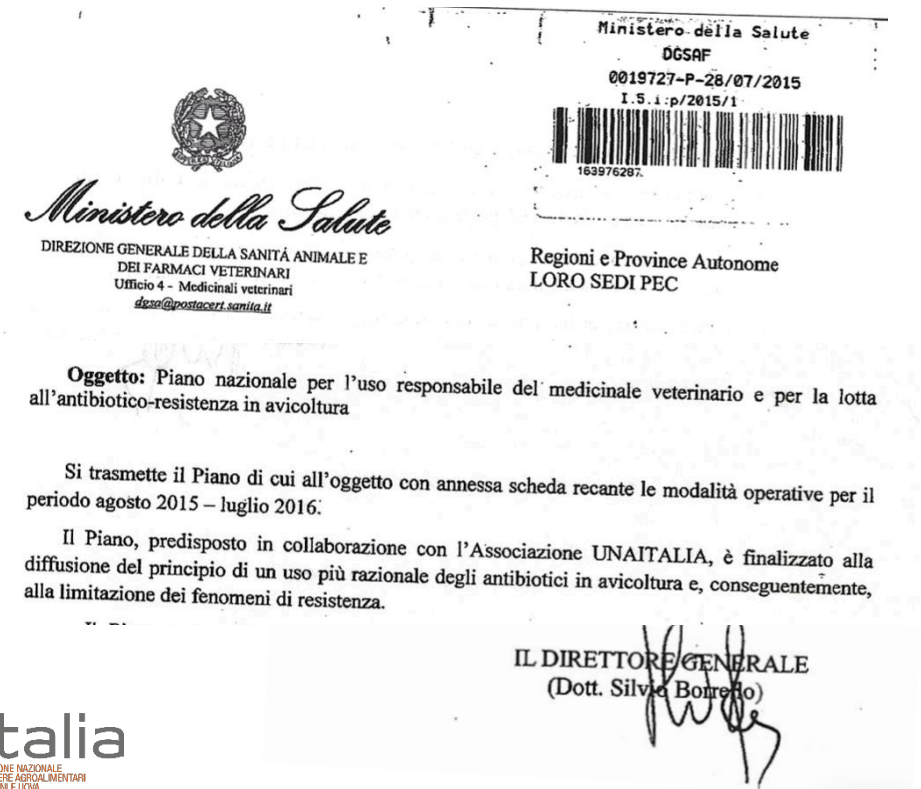 Ministero della Salute
DGSAF
0019727-P-28/07/2015
I.5.i.p/2015/1
163976287
Ministero della Salute
DIREZIONE GENERALE DELLA SANITÁ ANIMALE E
DEI FARMACI VETERINARI
Ufficio 4 - Medicinali veterinari
dgsa@postacert.sanita.it
Regioni e Province Autonome
LORO SEDI PEC
Oggetto: Piano nazionale per l'uso responsabile del medicinale veterinario e per la lotta
all'antibiotico-resistenza in avicoltura
Si trasmette il Piano di cui all'oggetto con annessa scheda recante le modalità operative per il
periodo agosto 2015 – luglio 2016.
Il Piano, predisposto in collaborazione con l'Associazione UNAITALIA, è finalizzato alla
diffusione del principio di un uso più razionale degli antibiotici in avicoltura e, conseguentemente,
alla limitazione dei fenomeni di resistenza.
IL DIRETTORE GENERALE
(Dott. Silvio Borrello)
talia
NE NAZIONALE
RE AGROALIMENTARI